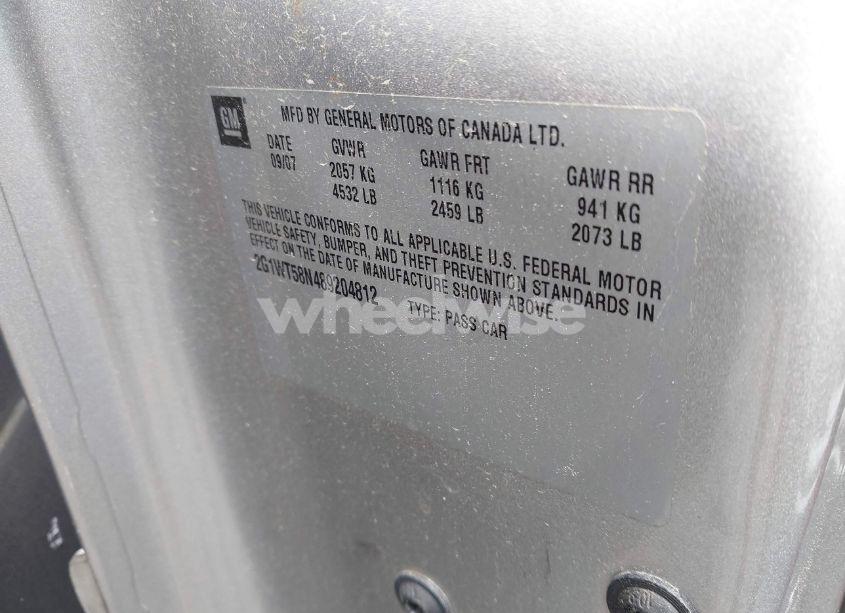 GM
MFD BY GENERAL MOTORS OF CANADA LTD.
DATE GVWR GAWR FRT GAWR RR
09/07 2057 KG 1116 KG 941 KG
4532 LB 2459 LB 2073 LB
THIS VEHICLE CONFORMS TO ALL APPLICABLE U.S. FEDERAL MOTOR
VEHICLE SAFETY, BUMPER, AND THEFT PREVENTION STANDARDS IN
EFFECT ON THE DATE OF MANUFACTURE SHOWN ABOVE.
2G1WT58N489204812 TYPE: PASS CAR
wheelwise